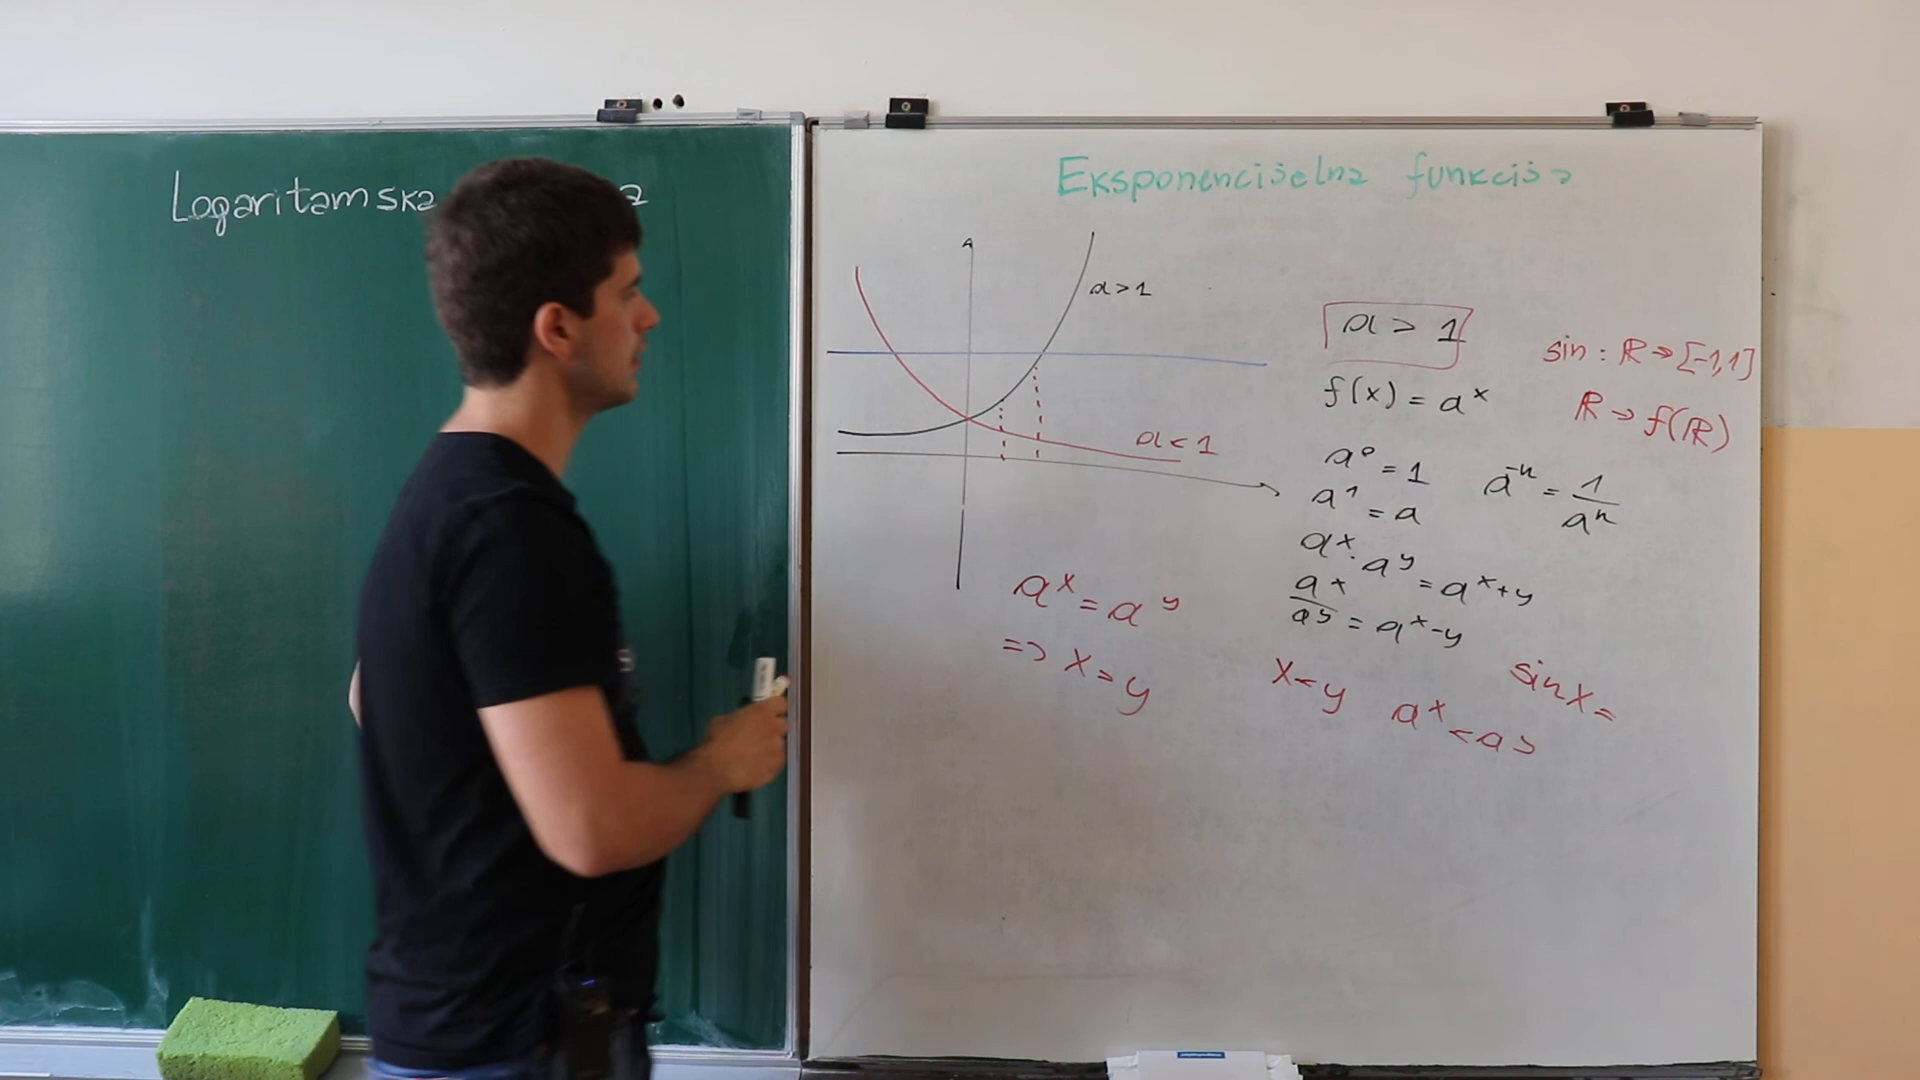 Logaritamska
Eksponencijalna funkcija
a > 1
a < 1
a > 1
f(x) = a^x
a^0 = 1
a^1 = a
a^x · a^y = a^{x+y}
a^x / a^y = a^{x-y}
a^{-n} = 1 / a^n
sin : ℝ → [-1,1]
ℝ → f(ℝ)
a^x = a^y
=> x = y
x < y
a^x < a^y
sin x =